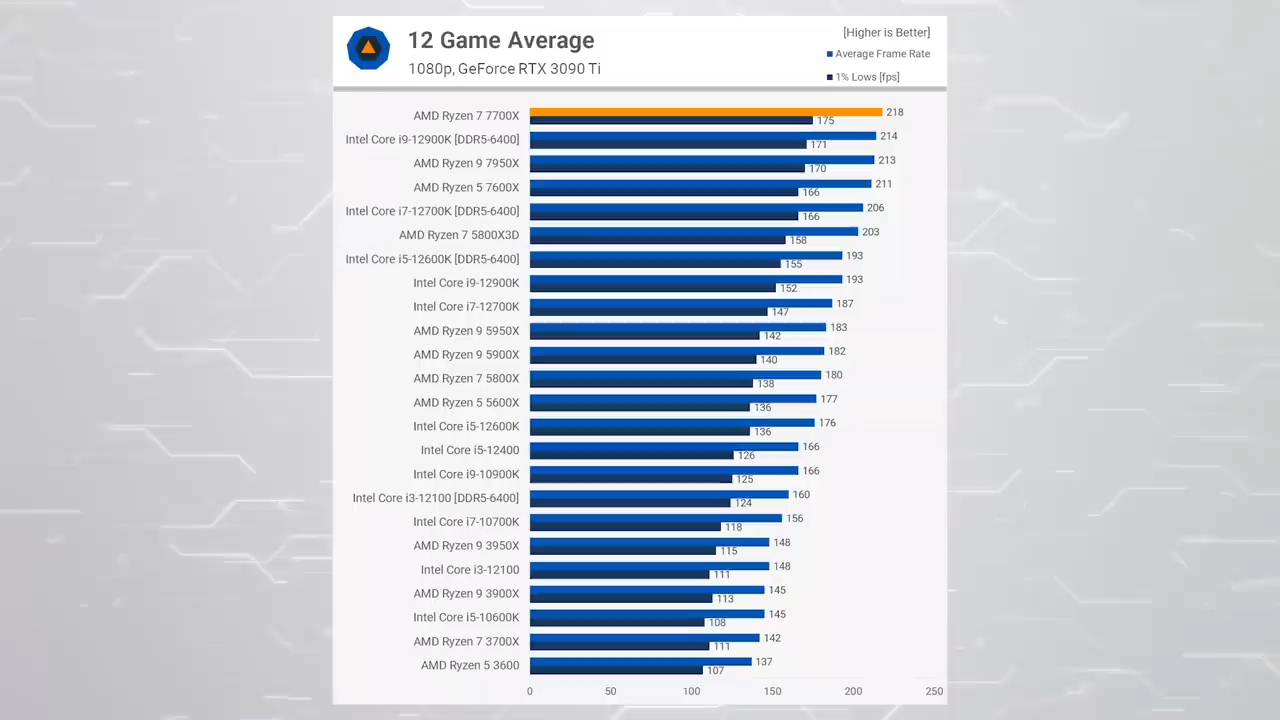 12 Game Average
1080p, GeForce RTX 3090 Ti
[Higher is Better]
Average Frame Rate
1% Lows [fps]
AMD Ryzen 7 7700X 218 175
Intel Core i9-12900K [DDR5-6400] 214 171
AMD Ryzen 9 7950X 213 170
AMD Ryzen 5 7600X 211 166
Intel Core i7-12700K [DDR5-6400] 206 166
AMD Ryzen 7 5800X3D 203 158
Intel Core i5-12600K [DDR5-6400] 193 155
Intel Core i9-12900K 193 152
Intel Core i7-12700K 187 147
AMD Ryzen 9 5950X 183 142
AMD Ryzen 9 5900X 182 140
AMD Ryzen 7 5800X 180 138
AMD Ryzen 5 5600X 177 136
Intel Core i5-12600K 176 136
Intel Core i5-12400 166 126
Intel Core i9-10900K 166 125
Intel Core i3-12100 [DDR5-6400] 160 124
Intel Core i7-10700K 156 118
AMD Ryzen 9 3950X 148 115
Intel Core i3-12100 148 111
AMD Ryzen 9 3900X 145 113
Intel Core i5-10600K 145 108
AMD Ryzen 7 3700X 142 111
AMD Ryzen 5 3600 137 107
0 50 100 150 200 250